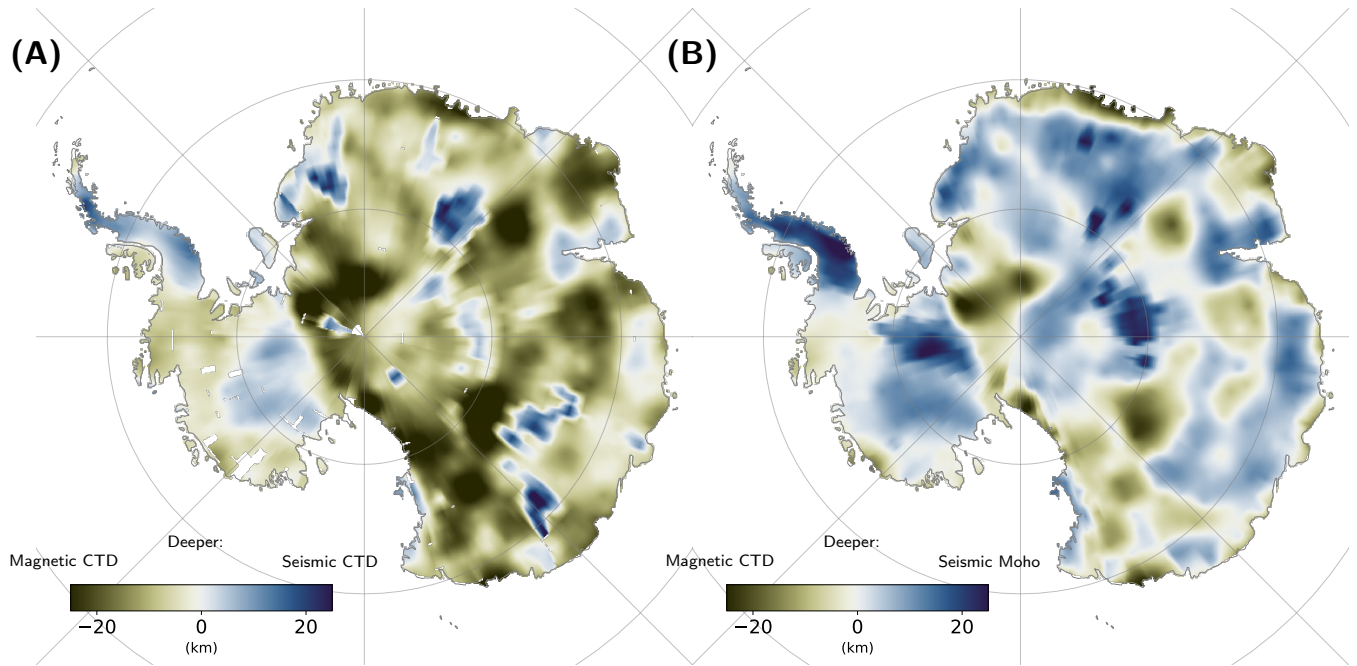 (A)
Deeper:
Magnetic CTD Seismic CTD
−20 0 20
(km)
(B)
Deeper:
Magnetic CTD Seismic Moho
−20 0 20
(km)